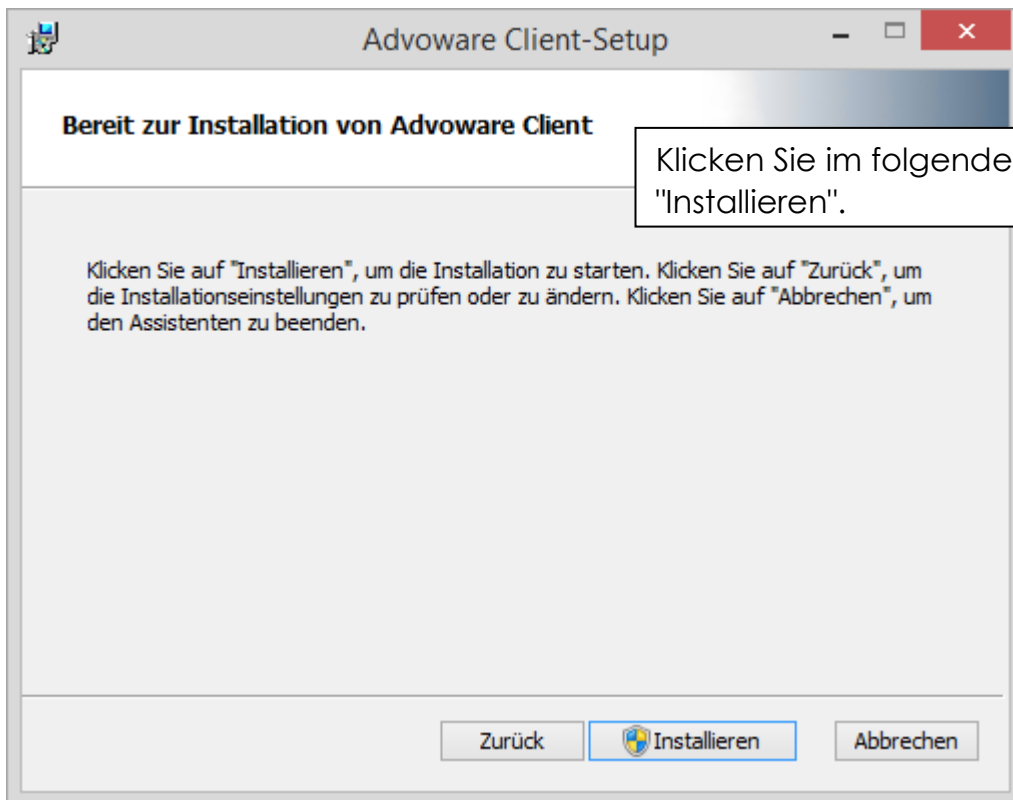 Advoware Client-Setup
Bereit zur Installation von Advoware Client
Klicken Sie im folgende
"Installieren".
Klicken Sie auf "Installieren", um die Installation zu starten. Klicken Sie auf "Zurück", um
die Installationseinstellungen zu prüfen oder zu ändern. Klicken Sie auf "Abbrechen", um
den Assistenten zu beenden.
Zurück
Installieren
Abbrechen